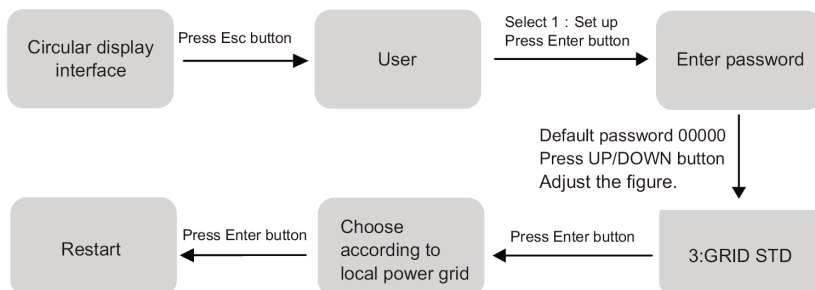 Circular display
interface
Press Esc button
User
Select 1 : Set up
Press Enter button
Enter password
Default password 00000
Press UP/DOWN button
Adjust the figure.
3:GRID STD
Press Enter button
Choose
according to
local power grid
Press Enter button
Restart